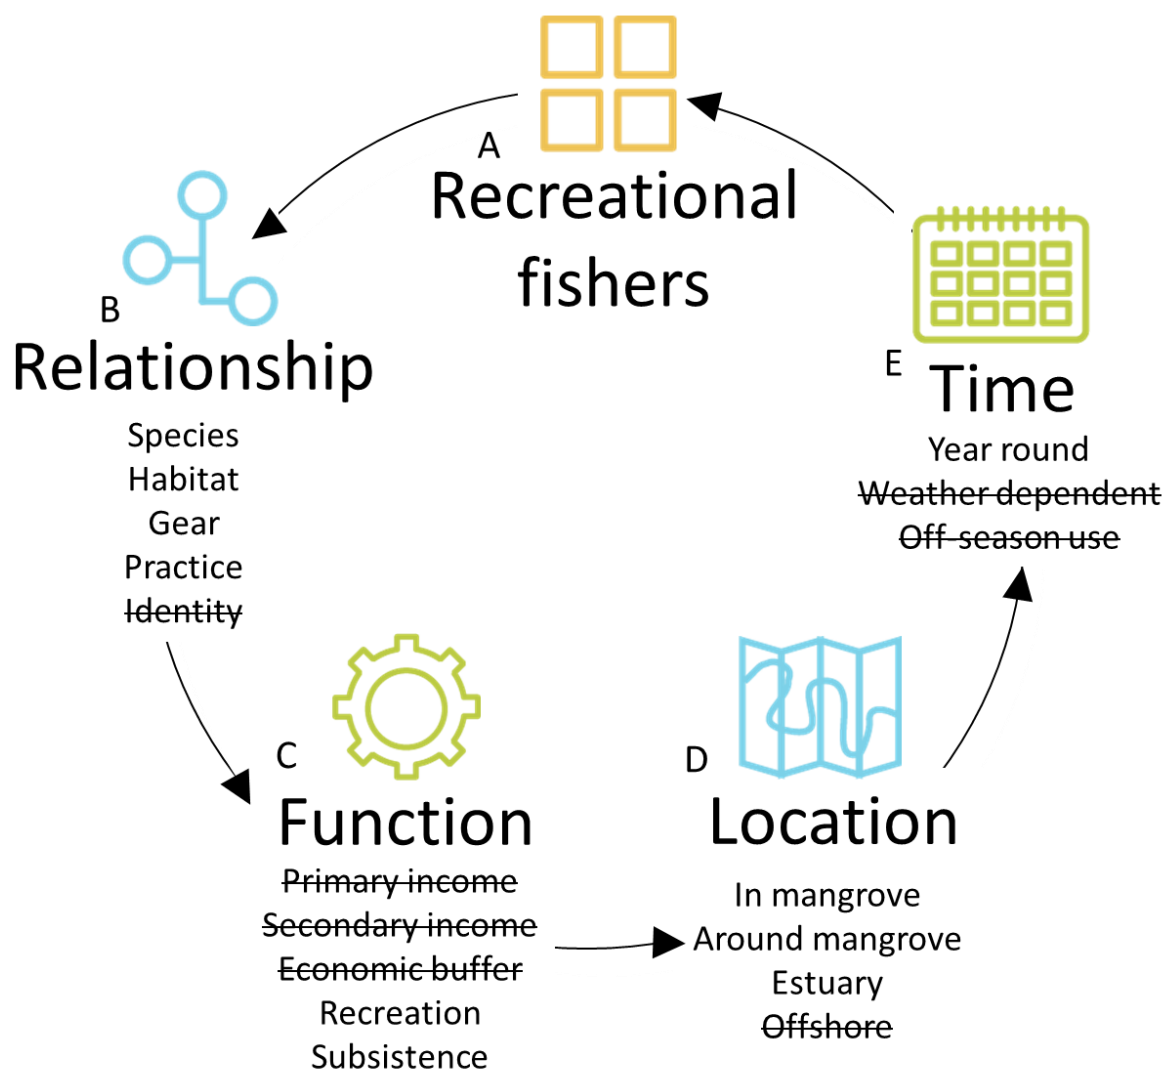 A
Recreational
fishers
B
Relationship
Species
Habitat
Gear
Practice
Identity
C
Function
Primary income
Secondary income
Economic buffer
Recreation
Subsistence
D
Location
In mangrove
Around mangrove
Estuary
Offshore
E
Time
Year round
Weather dependent
Off-season use